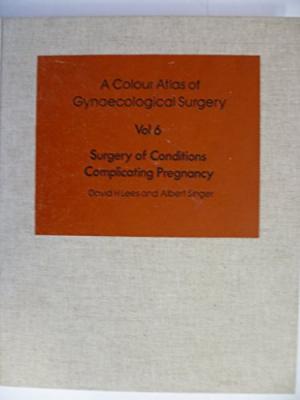 A Colour Atlas of
Gynaecological Surgery
Vol 6
Surgery of Conditions
Complicating Pregnancy
David H Lees and Albert Singer